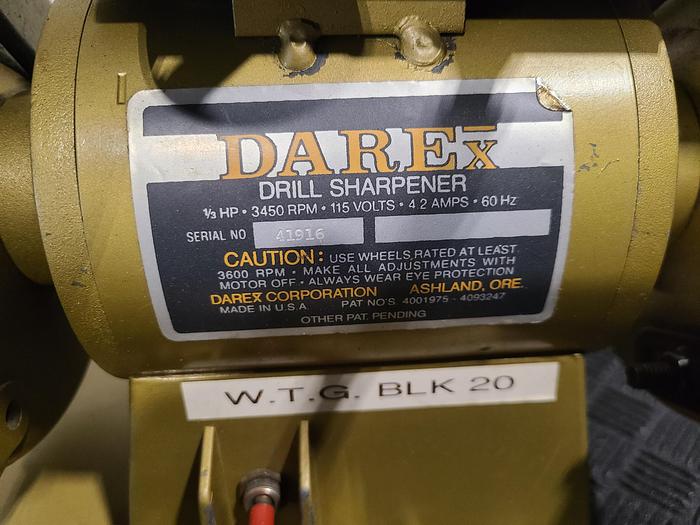 DAREX
DRILL SHARPENER
1/3 HP • 3450 RPM • 115 VOLTS • 4.2 AMPS • 60 Hz
SERIAL NO 41916
CAUTION: USE WHEELS RATED AT LEAST
3600 RPM • MAKE ALL ADJUSTMENTS WITH
MOTOR OFF • ALWAYS WEAR EYE PROTECTION
DAREX CORPORATION ASHLAND, ORE.
MADE IN U.S.A. PAT NO'S 4001975 - 4093247
OTHER PAT. PENDING
W.T.G. BLK 20